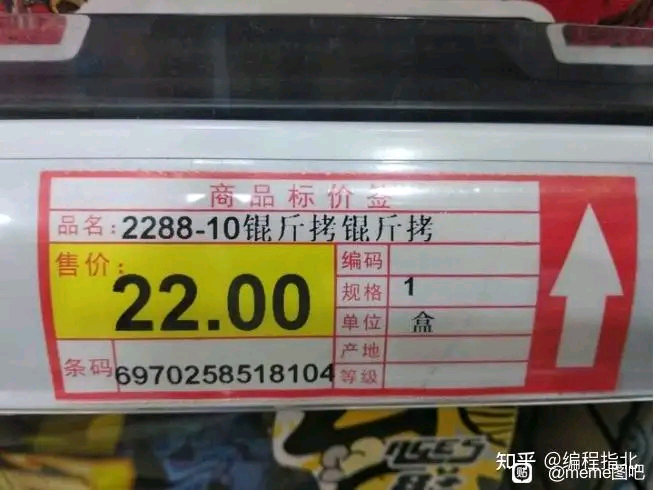 商品标价签
品名:2288-10锟斤拷锟斤拷
售价:
22.00
编码
规格 1
单位 盒
产地
条码 6970258518104
等级
知乎 @编程指北
贴 @meme图吧